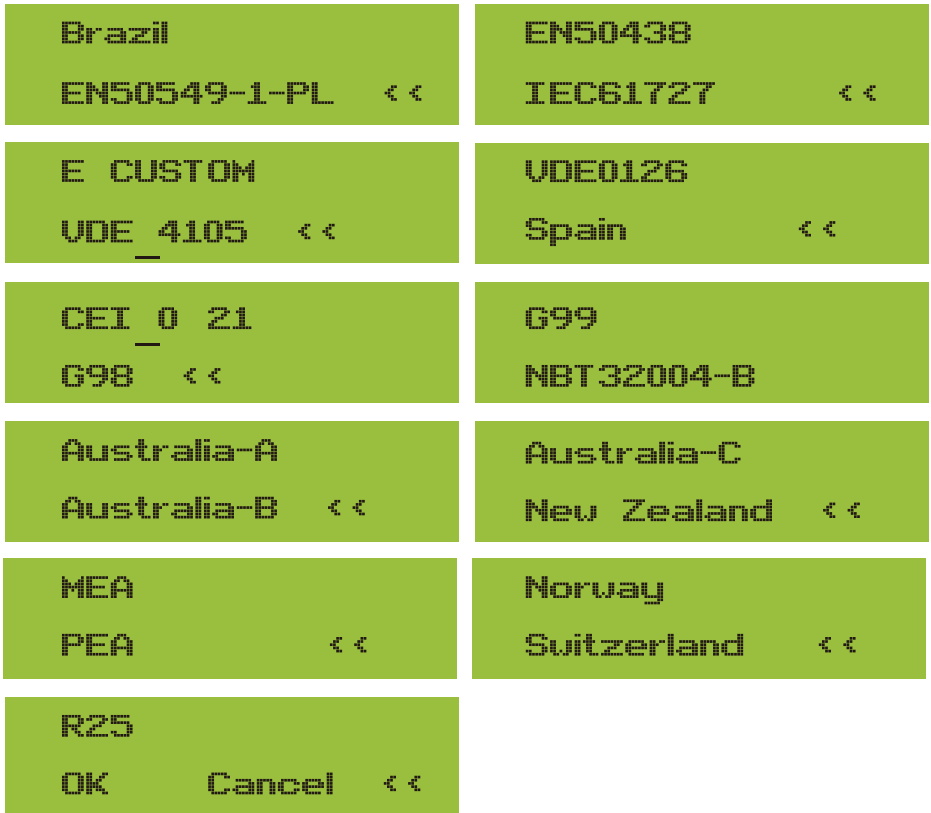 Brazil
EN50549-1-PL <<
EN50438
IEC61727 <<
E CUSTOM
VDE_4105 <<
VDE0126
Spain <<
CEI_0 21
G98 <<
G99
NBT32004-B
Australia-A
Australia-B <<
Australia-C
New Zealand <<
MEA
PEA <<
Norway
Switzerland <<
R25
OK Cancel <<